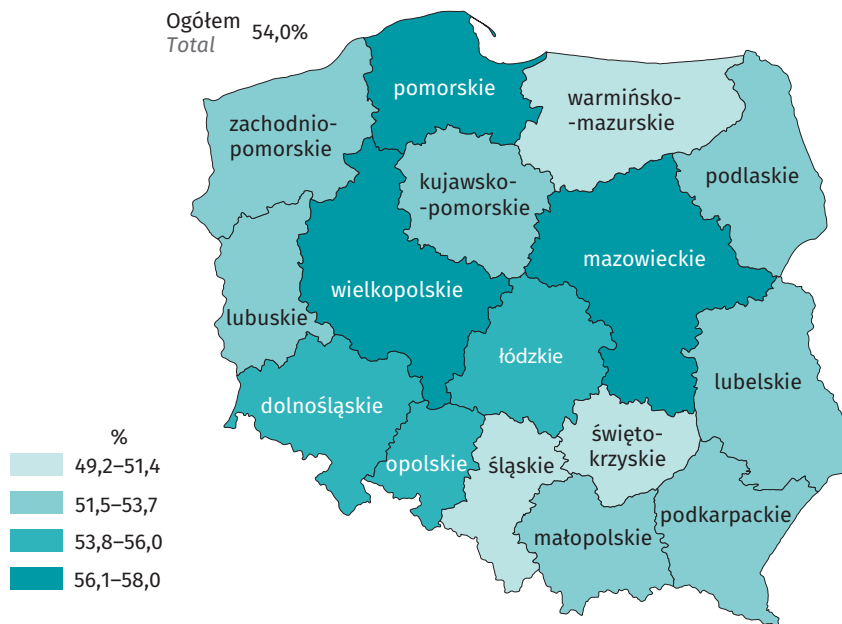 Ogółem
Total
54,0%
pomorskie
warmińsko-
-mazurskie
zachodnio-
pomorskie
podlaskie
kujawsko-
-pomorskie
mazowieckie
wielkopolskie
lubuskie
łódzkie
lubelskie
dolnośląskie
święto-
krzyskie
opolskie
śląskie
podkarpackie
małopolskie
%
49,2–51,4
51,5–53,7
53,8–56,0
56,1–58,0